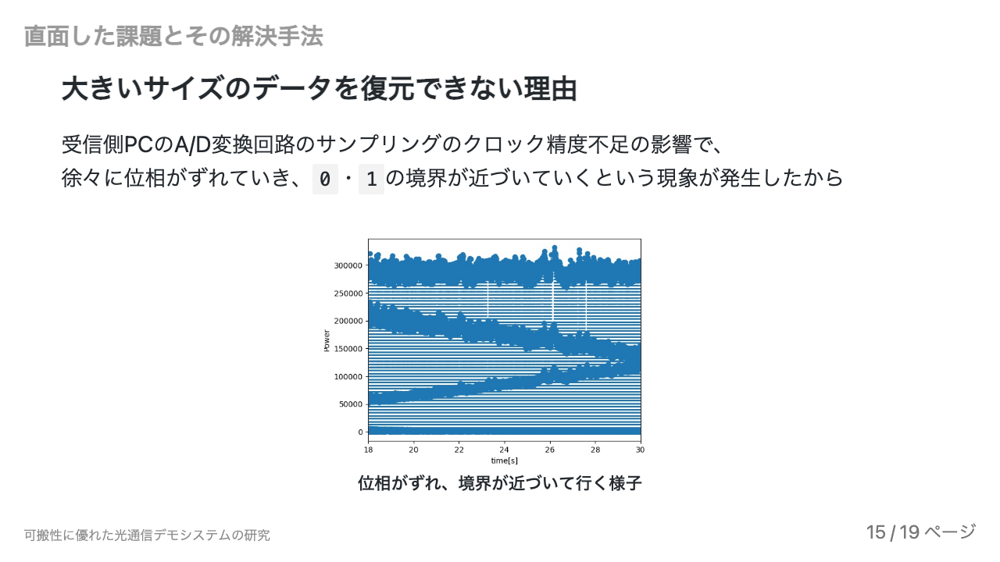 直面した課題とその解決手法
大きいサイズのデータを復元できない理由
受信側PCのA/D変換回路のサンプリングのクロック精度不足の影響で、
徐々に位相がずれていき、 0 ・ 1 の境界が近づいていくという現象が発生したから
300000
250000
200000
150000
100000
50000
0
Power
18 20 22 24 26 28 30
time[s]
位相がずれ、境界が近づいて行く様子
可搬性に優れた光通信デモシステムの研究
15 / 19 ページ